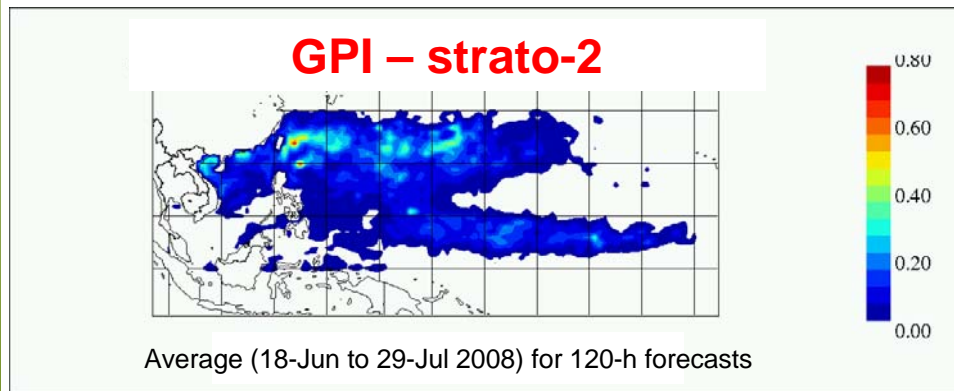 GPI – strato-2
0.80
0.60
0.40
0.20
0.00
Average (18-Jun to 29-Jul 2008) for 120-h forecasts